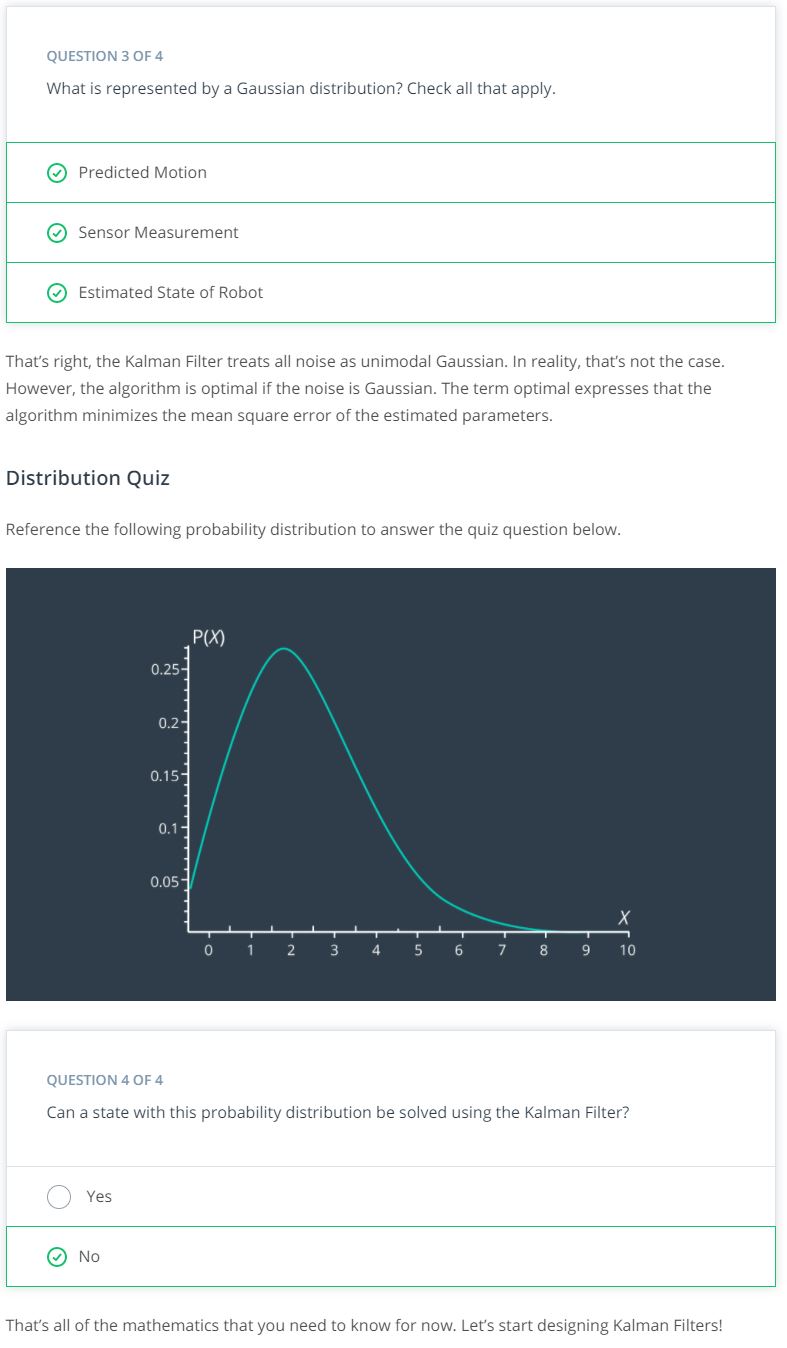 QUESTION 3 OF 4
What is represented by a Gaussian distribution? Check all that apply.
Predicted Motion
Sensor Measurement
Estimated State of Robot
That's right, the Kalman Filter treats all noise as unimodal Gaussian. In reality, that's not the case.
However, the algorithm is optimal if the noise is Gaussian. The term optimal expresses that the
algorithm minimizes the mean square error of the estimated parameters.
Distribution Quiz
Reference the following probability distribution to answer the quiz question below.
P(X)
0.25
0.2
0.15
0.1
0.05
X
0 1 2 3 4 5 6 7 8 9 10
QUESTION 4 OF 4
Can a state with this probability distribution be solved using the Kalman Filter?
Yes
No
That's all of the mathematics that you need to know for now. Let's start designing Kalman Filters!